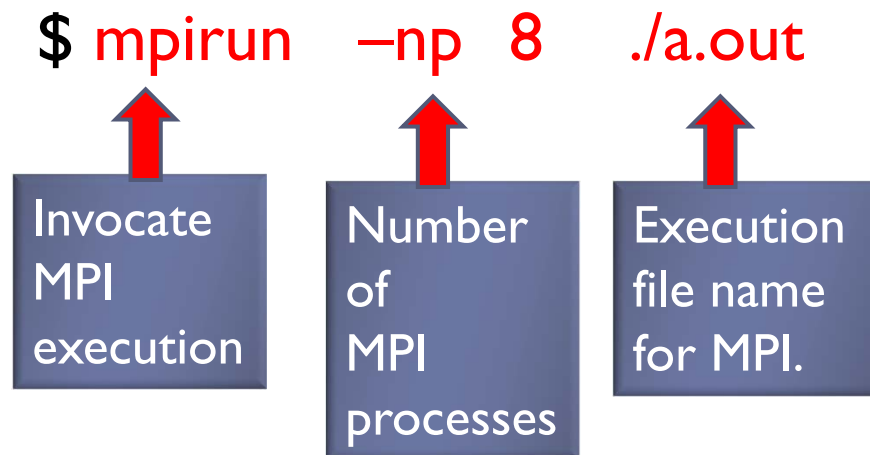 $ mpirun –np 8 ./a.out
Invocate
MPI
execution
Number
of
MPI
processes
Execution
file name
for MPI.